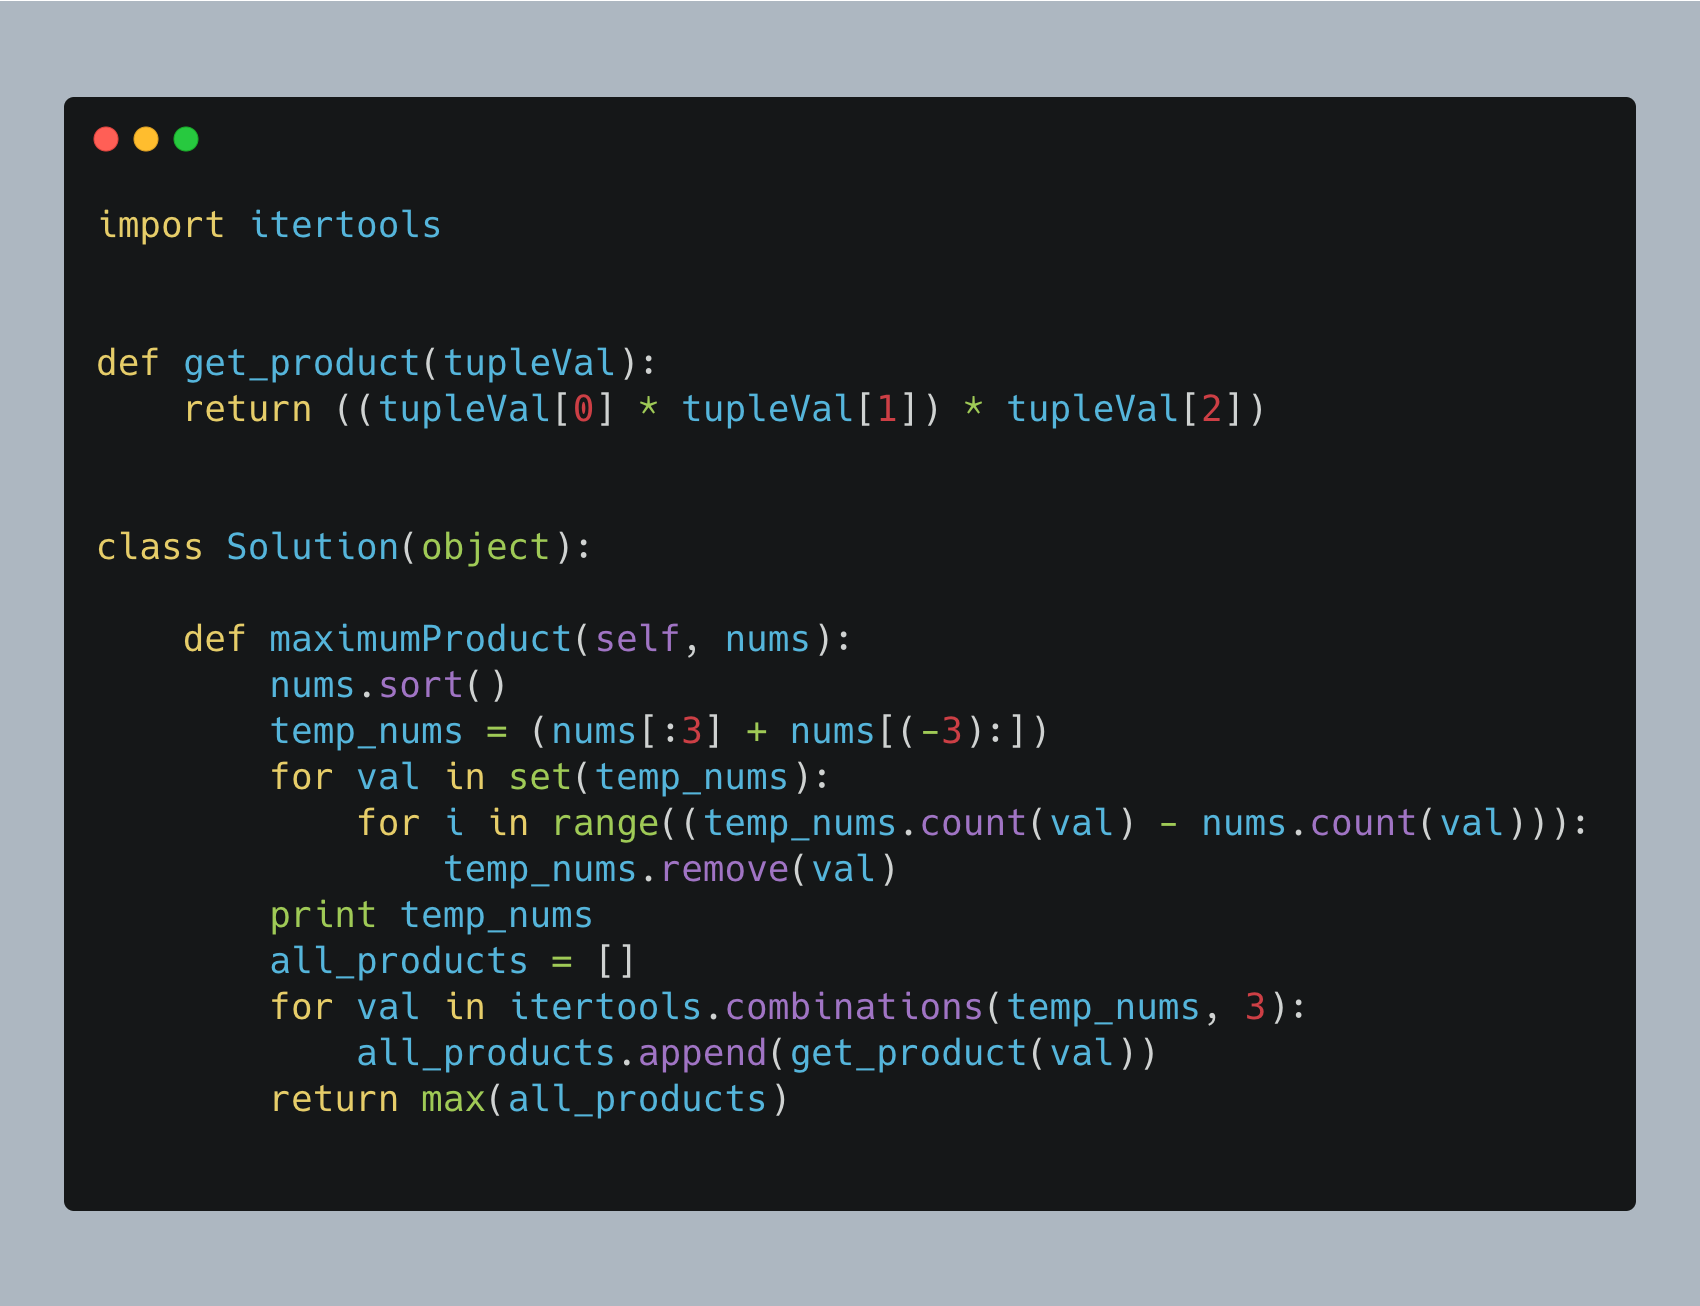 import itertools
def get_product(tupleVal):
    return ((tupleVal[0] * tupleVal[1]) * tupleVal[2])
class Solution(object):
    def maximumProduct(self, nums):
        nums.sort()
        temp_nums = (nums[:3] + nums[(-3):])
        for val in set(temp_nums):
            for i in range((temp_nums.count(val) - nums.count(val))):
                temp_nums.remove(val)
        print temp_nums
        all_products = []
        for val in itertools.combinations(temp_nums, 3):
            all_products.append(get_product(val))
        return max(all_products)